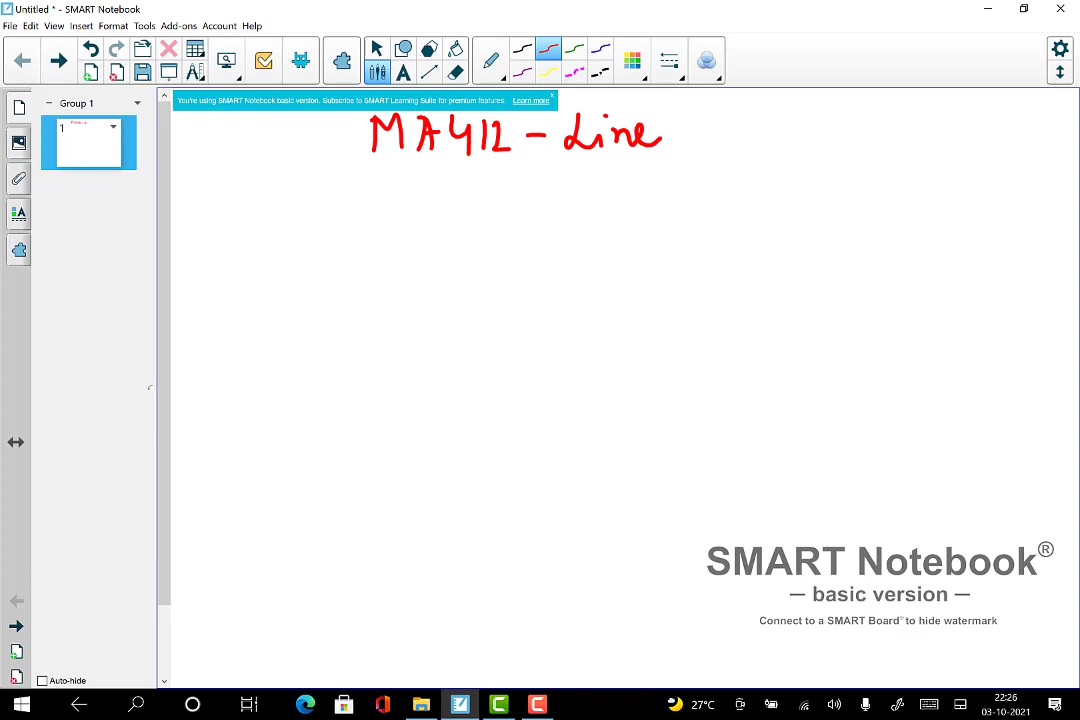 Untitled * - SMART Notebook
File Edit View Insert Format Tools Add-ons Account Help
Group 1
1
You're using SMART Notebook basic version. Subscribe to SMART Learning Suite for premium features. Learn more x
MA412 - Line
SMART Notebook®
— basic version —
Connect to a SMART Board® to hide watermark
Auto-hide
27°C
22:26
03-10-2021